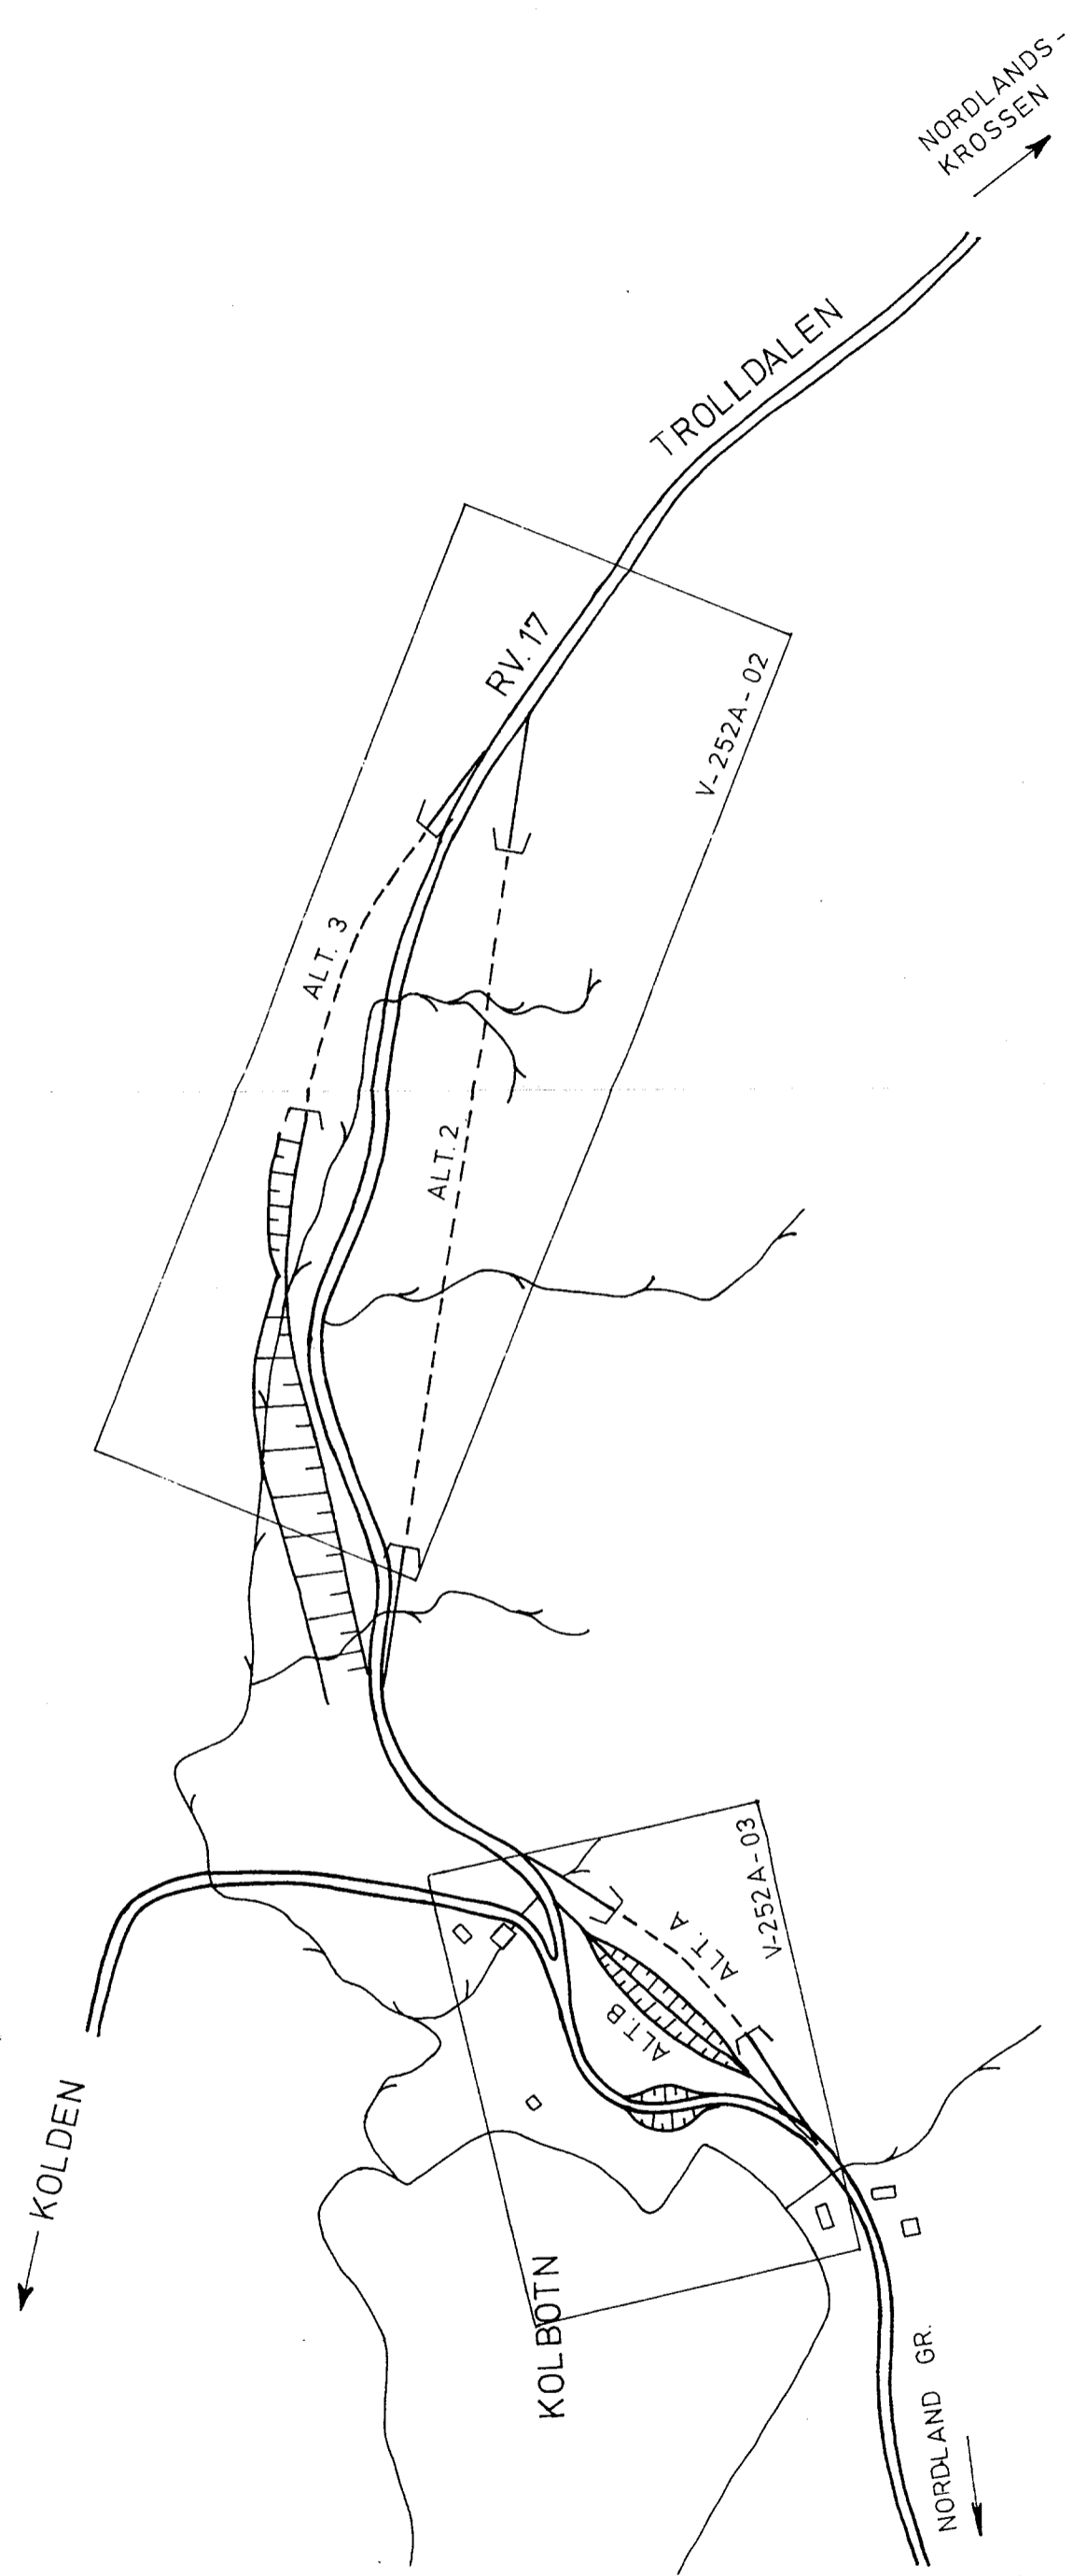 NORDLANDS-
KROSSEN
TROLLDALEN
RV. 17
V-252A-02
ALT. 3
ALT. 2
V-252A-03
ALT. A
ALT.B
KOLDEN
KOLBOTN
NORDLAND GR.